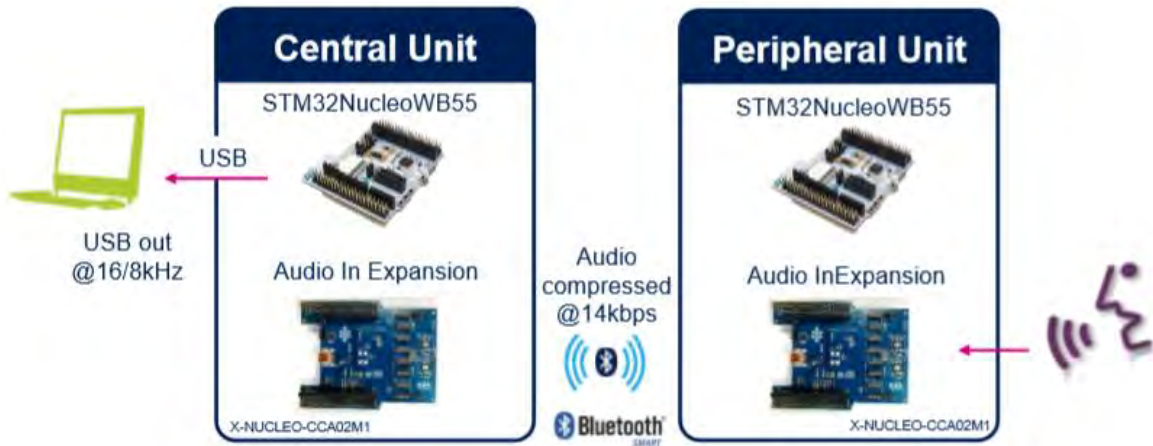 Central Unit
STM32NucleoWB55
USB
USB out
@16/8kHz
Audio In Expansion
X-NUCLEO-CCA02M1
Audio
compressed
@14kbps
Bluetooth®
SMART
Peripheral Unit
STM32NucleoWB55
Audio InExpansion
X-NUCLEO-CCA02M1